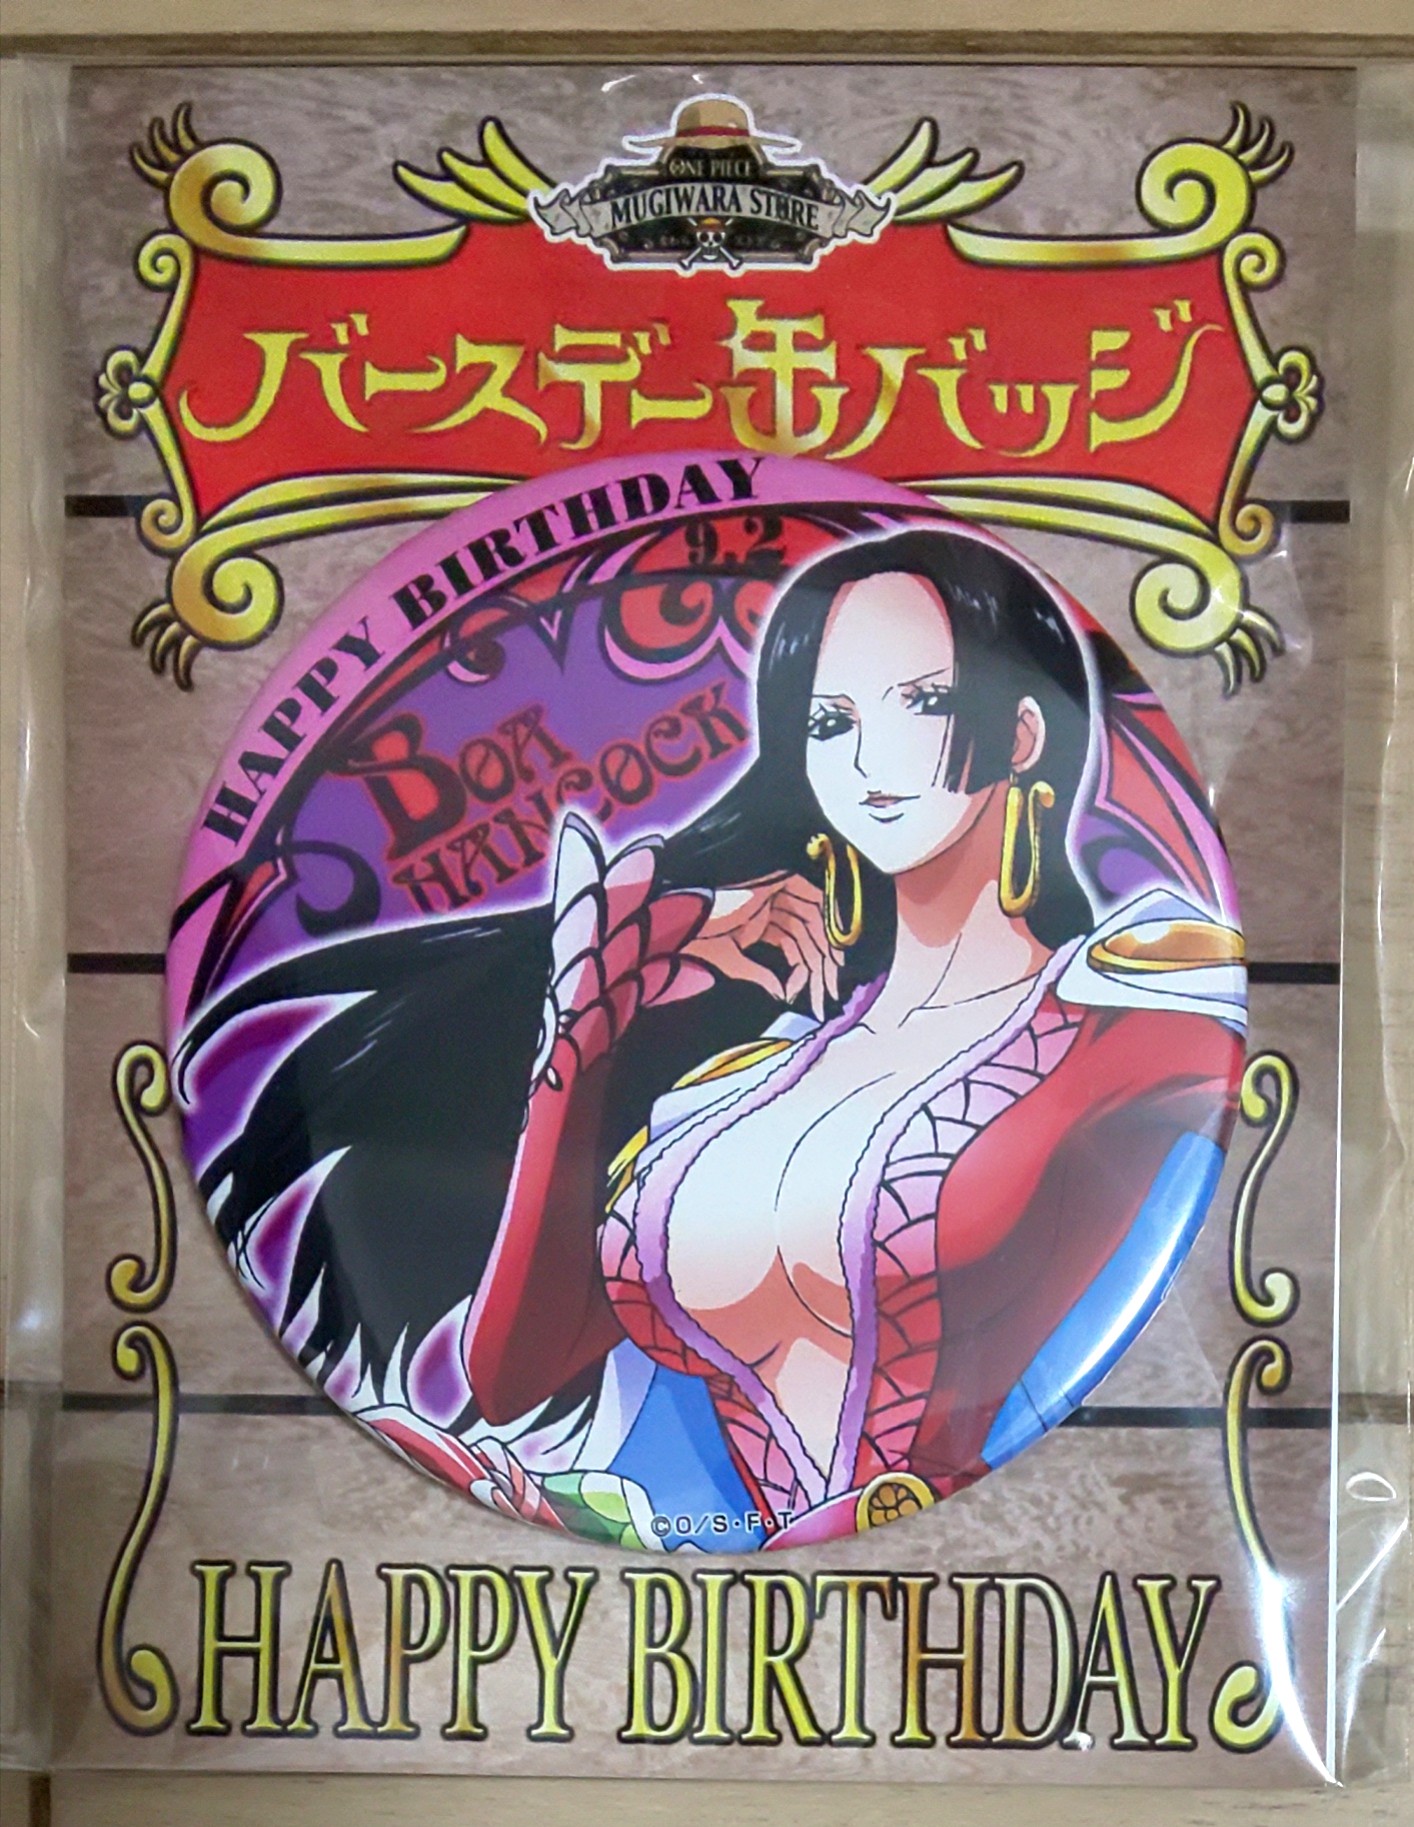 ONE PIECE
MUGIWARA STORE
バースデー缶バッジ
HAPPY BIRTHDAY
9.2
BOA
HANCOCK
©O/S・F・T
HAPPY BIRTHDAY